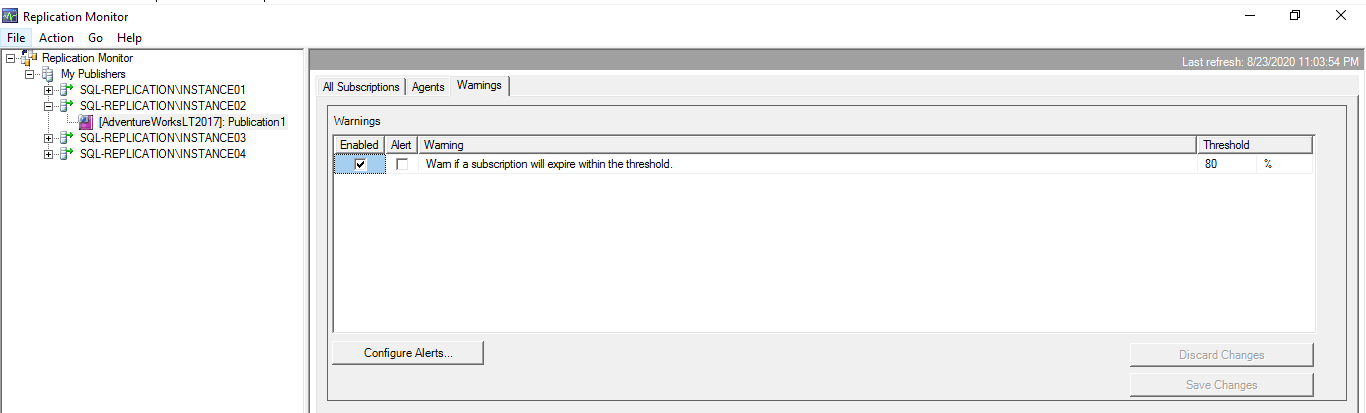 Replication Monitor
File Action Go Help
Replication Monitor
My Publishers
SQL-REPLICATION\INSTANCE01
SQL-REPLICATION\INSTANCE02
[AdventureWorksLT2017]: Publication1
SQL-REPLICATION\INSTANCE03
SQL-REPLICATION\INSTANCE04
Last refresh: 8/23/2020 11:03:54 PM
All Subscriptions Agents Warnings
Warnings
Enabled Alert Warning Threshold
Warn if a subscription will expire within the threshold. 80 %
Configure Alerts... Discard Changes
Save Changes